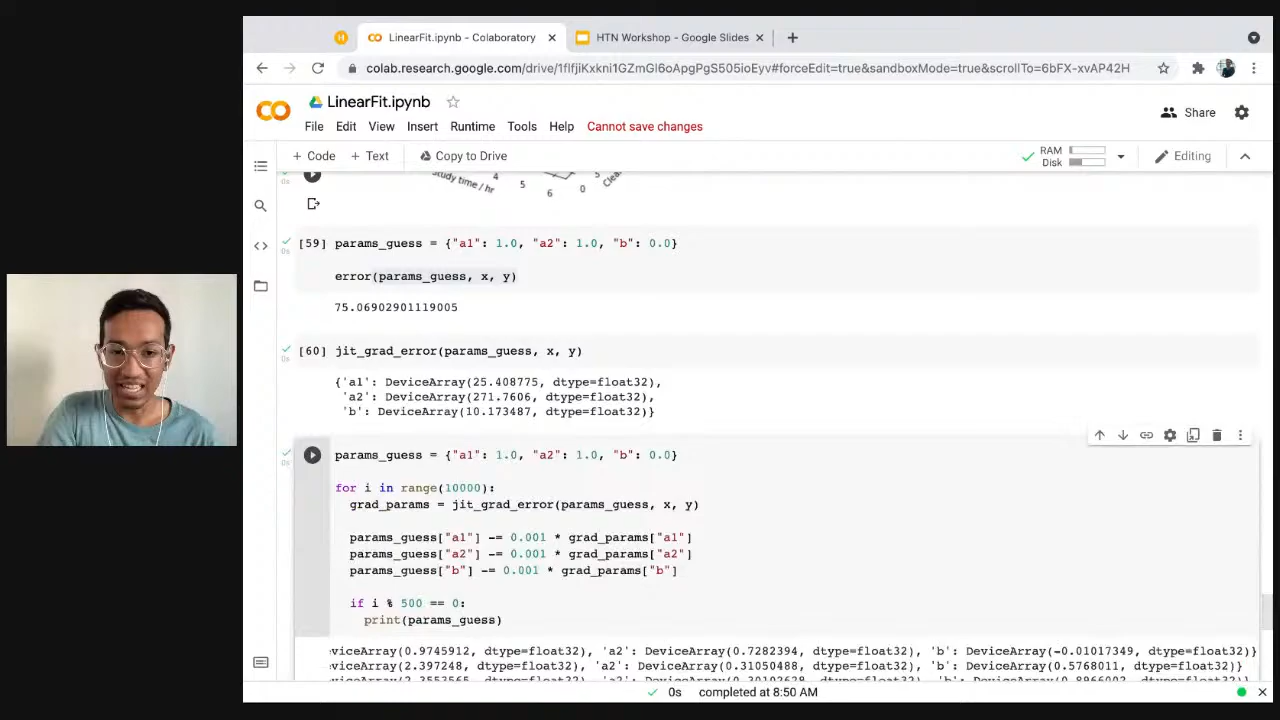 LinearFit.ipynb - Colaboratory
HTN Workshop - Google Slides
colab.research.google.com/drive/1flfjiKxkni1GZmGl6oApgPgS505ioEyv#forceEdit=true&sandboxMode=true&scrollTo=6bFX-xvAP42H
CO LinearFit.ipynb
Share
File Edit View Insert Runtime Tools Help Cannot save changes
+ Code + Text Copy to Drive
RAM
Disk
Editing
0s
study time / hr 4 5 6 0
[59] params_guess = {"a1": 1.0, "a2": 1.0, "b": 0.0}
0s
error(params_guess, x, y)
75.06902901119005
[60] jit_grad_error(params_guess, x, y)
0s
{'a1': DeviceArray(25.408775, dtype=float32),
'a2': DeviceArray(271.7606, dtype=float32),
'b': DeviceArray(10.173487, dtype=float32)}
params_guess = {"a1": 1.0, "a2": 1.0, "b": 0.0}
0s
for i in range(10000):
grad_params = jit_grad_error(params_guess, x, y)
params_guess["a1"] -= 0.001 * grad_params["a1"]
params_guess["a2"] -= 0.001 * grad_params["a2"]
params_guess["b"] -= 0.001 * grad_params["b"]
if i % 500 == 0:
print(params_guess)
viceArray(0.9745912, dtype=float32), 'a2': DeviceArray(0.7282394, dtype=float32), 'b': DeviceArray(-0.01017349, dtype=float32)}
viceArray(2.397248, dtype=float32), 'a2': DeviceArray(0.31050488, dtype=float32), 'b': DeviceArray(0.5768011, dtype=float32)}
0s completed at 8:50 AM